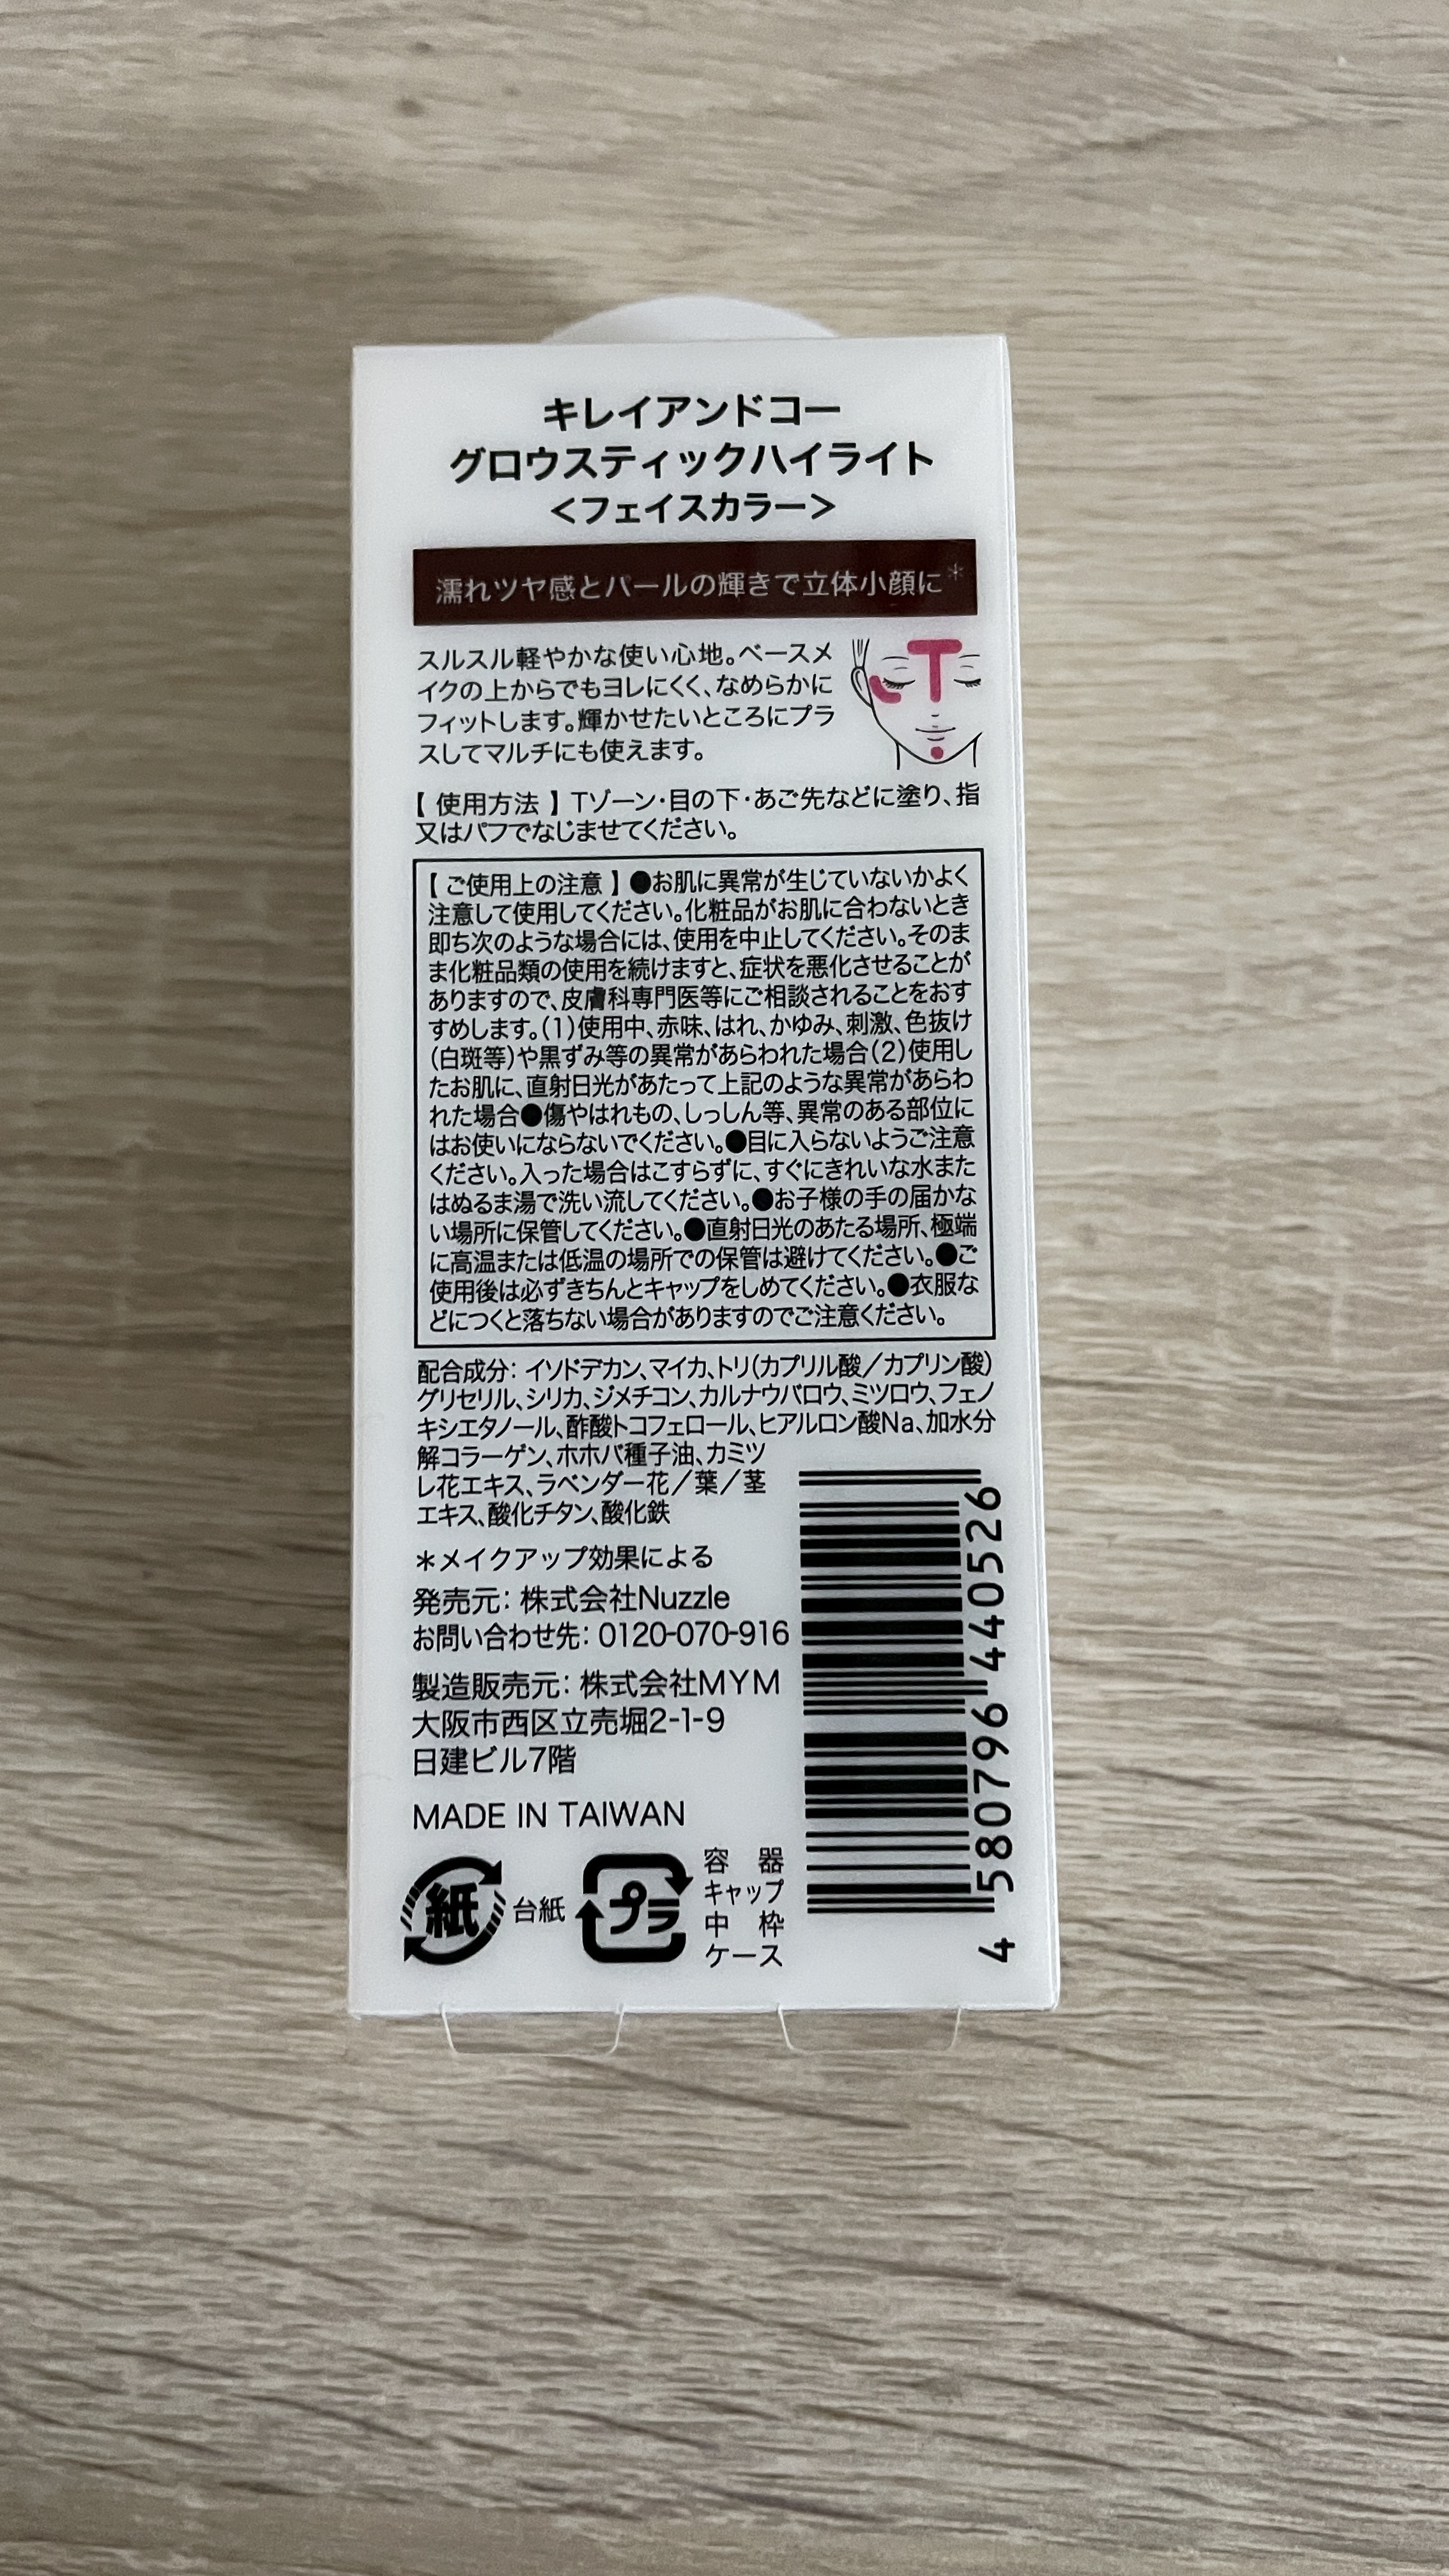 キレイアンドコー
グロウスティックハイライト
<フェイスカラー>
濡れツヤ感とパールの輝きで立体小顔に*
スルスル軽やかな使い心地。ベースメ
イクの上からでもヨレにくく、なめらかに
フィットします。輝かせたいところにプラ
スしてマルチにも使えます。
【 使用方法 】 Tゾーン・目の下・あご先などに塗り、指
又はパフでなじませてください。
【 ご使用上の注意 】 ●お肌に異常が生じていないかよく
注意して使用してください。化粧品がお肌に合わないとき
即ち次のような場合には、使用を中止してください。そのま
ま化粧品類の使用を続けますと、症状を悪化させることが
ありますので、皮膚科専門医等にご相談されることをおす
すめします。(1)使用中、赤味、はれ、かゆみ、刺激、色抜け
(白斑等)や黒ずみ等の異常があらわれた場合(2)使用し
たお肌に、直射日光があたって上記のような異常があらわ
れた場合●傷やはれもの、しっしん等、異常のある部位に
はお使いにならないでください。●目に入らないようご注意
ください。入った場合はこすらずに、すぐにきれいな水また
はぬるま湯で洗い流してください。●お子様の手の届かな
い場所に保管してください。●直射日光のあたる場所、極端
に高温または低温の場所での保管は避けてください。●ご
使用後は必ずきちんとキャップをしめてください。●衣服な
どにつくと落ちない場合がありますのでご注意ください。
配合成分: イソドデカン、マイカ、トリ(カプリル酸/カプリン酸)
グリセリル、シリカ、ジメチコン、カルナウバロウ、ミツロウ、フェノ
キシエタノール、酢酸トコフェロール、ヒアルロン酸Na、加水分
解コラーゲン、ホホバ種子油、カミツ
レ花エキス、ラベンダー花/葉/茎
エキス、酸化チタン、酸化鉄
*メイクアップ効果による
発売元: 株式会社Nuzzle
お問い合わせ先: 0120-070-916
製造販売元: 株式会社MYM
大阪市西区立売堀2-1-9
日建ビル7階
MADE IN TAIWAN
紙 台紙
プラ
容器
キャップ
中枠
ケース
4 580796 440526